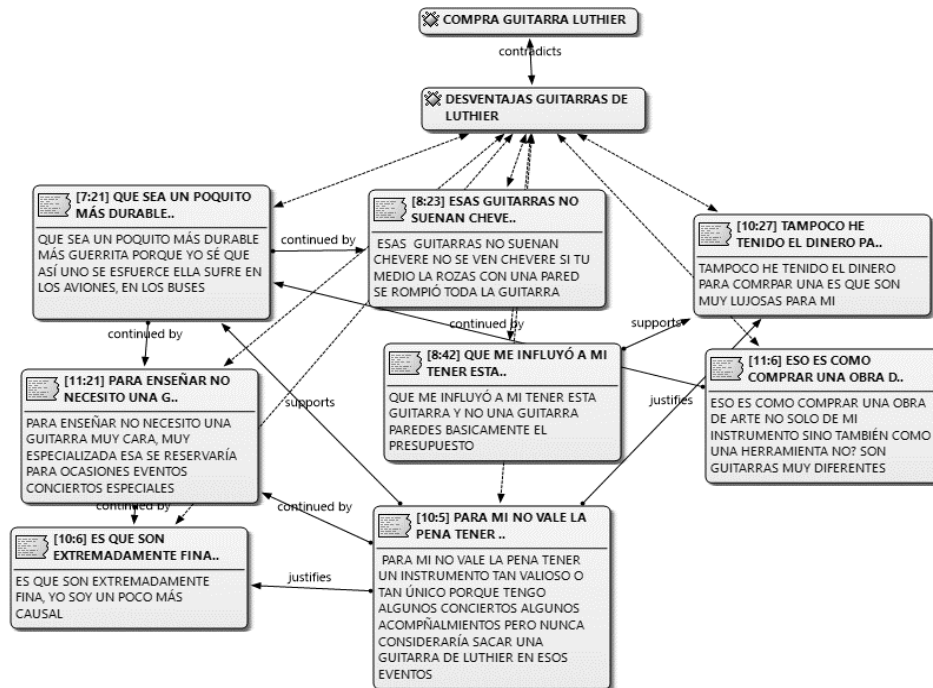 COMPRA GUITARRA LUTHIER
contradicts
DESVENTAJAS GUITARRAS DE
LUTHIER
[7:21] QUE SEA UN POQUITO
MÁS DURABLE..
QUE SEA UN POQUITO MÁS DURABLE
MÁS GUERRITA PORQUE YO SÉ QUE
ASÍ UNO SE ESFUERCE ELLA SUFRE EN
LOS AVIONES, EN LOS BUSES
continued by
[8:23] ESAS GUITARRAS NO
SUENAN CHEVE..
ESAS GUITARRAS NO SUENAN
CHEVERE NO SE VEN CHEVERE SI TU
MEDIO LA ROZAS CON UNA PARED
SE ROMPIÓ TODA LA GUITARRA
[10:27] TAMPOCO HE
TENIDO EL DINERO PA..
TAMPOCO HE TENIDO EL DINERO
PARA COMRPAR UNA ES QUE SON
MUY LUJOSAS PARA MI
continued by
continued by
supports
[11:21] PARA ENSEÑAR NO
NECESITO UNA G..
PARA ENSEÑAR NO NECESITO UNA
GUITARRA MUY CARA, MUY
ESPECIALIZADA ESA SE RESERVARÍA
PARA OCASIONES EVENTOS
CONCIERTOS ESPECIALES
supports
[8:42] QUE ME INFLUYÓ A MI
TENER ESTA..
QUE ME INFLUYÓ A MI TENER ESTA
GUITARRA Y NO UNA GUITARRA
PAREDES BASICAMENTE EL
PRESUPUESTO
justifies
[11:6] ESO ES COMO
COMPRAR UNA OBRA D..
ESO ES COMO COMPRAR UNA OBRA
DE ARTE NO SOLO DE MI
INSTRUMENTO SINO TAMBIÉN COMO
UNA HERRAMIENTA NO? SON
GUITARRAS MUY DIFERENTES
continued by
continued by
[10:6] ES QUE SON
EXTREMADAMENTE FINA..
ES QUE SON EXTREMADAMENTE
FINA, YO SOY UN POCO MÁS
CAUSAL
justifies
[10:5] PARA MI NO VALE LA
PENA TENER ..
PARA MI NO VALE LA PENA TENER
UN INSTRUMENTO TAN VALIOSO O
TAN ÚNICO PORQUE TENGO
ALGUNOS CONCIERTOS ALGUNOS
ACOMPÑALMIENTOS PERO NUNCA
CONSIDERARÍA SACAR UNA
GUITARRA DE LUTHIER EN ESOS
EVENTOS